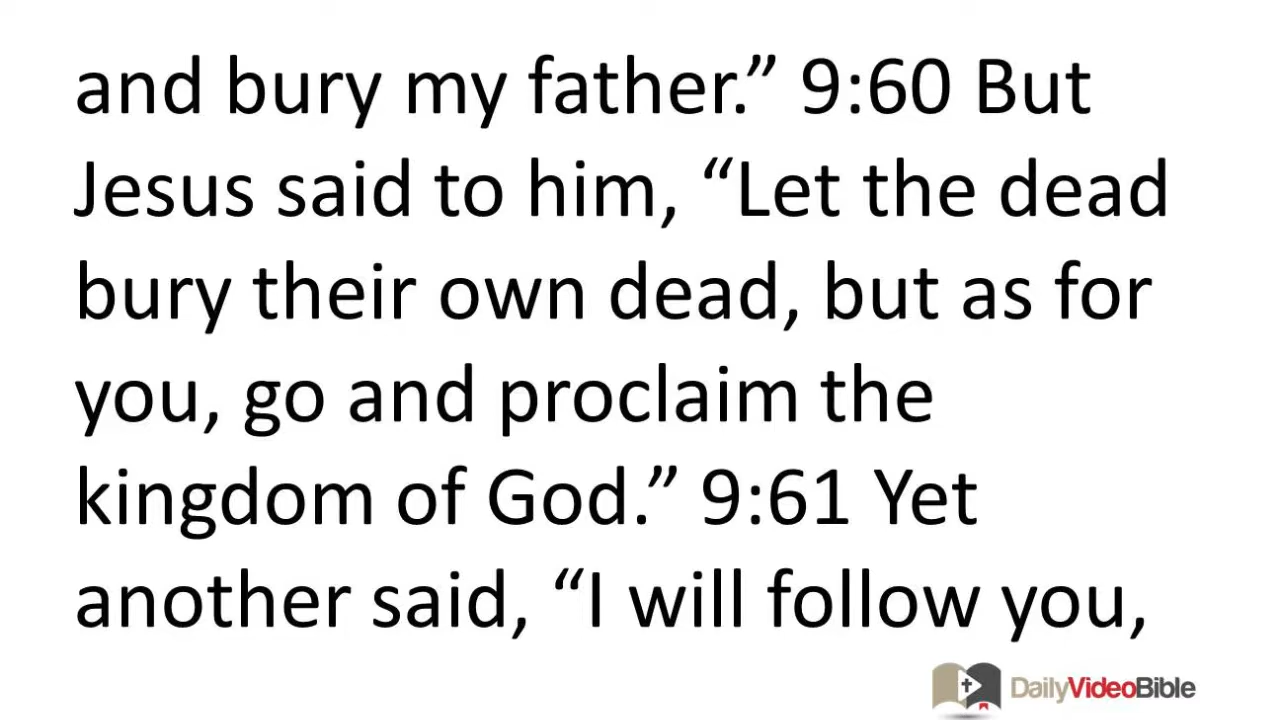 and bury my father.” 9:60 But
Jesus said to him, “Let the dead
bury their own dead, but as for
you, go and proclaim the
kingdom of God.” 9:61 Yet
another said, “I will follow you,
DailyVideoBible